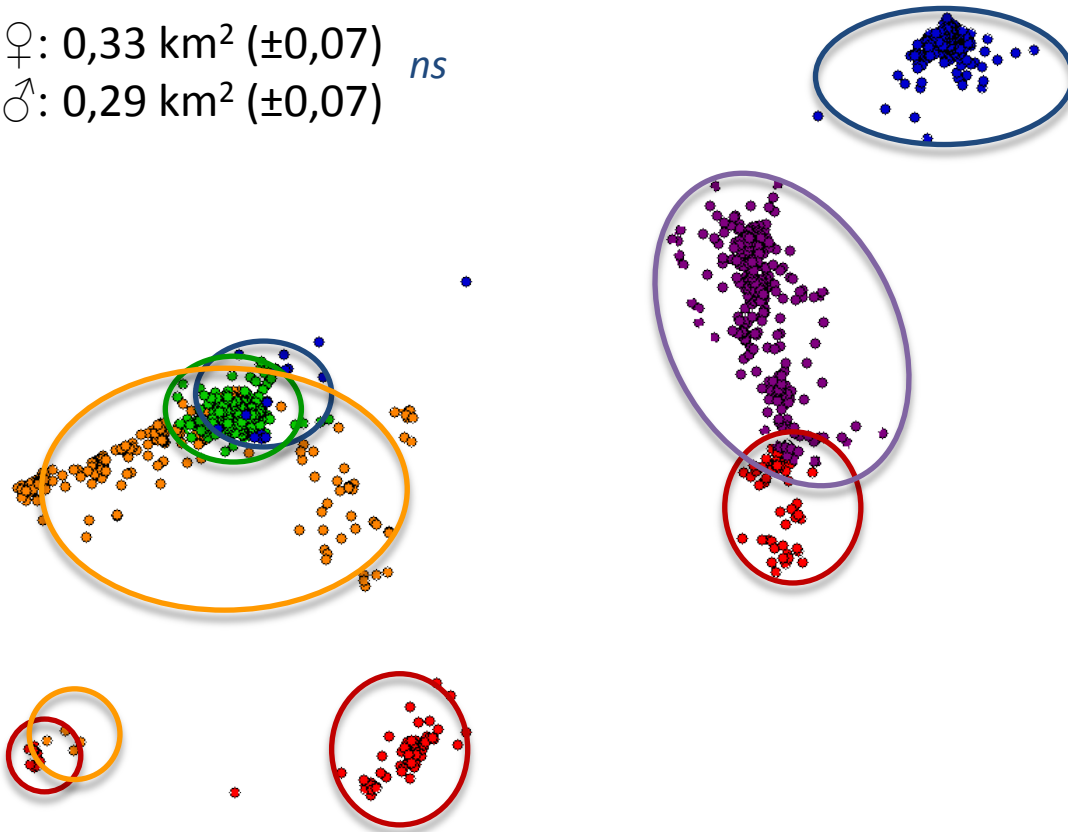 ♀: 0,33 km² (±0,07)
ns
♂: 0,29 km² (±0,07)